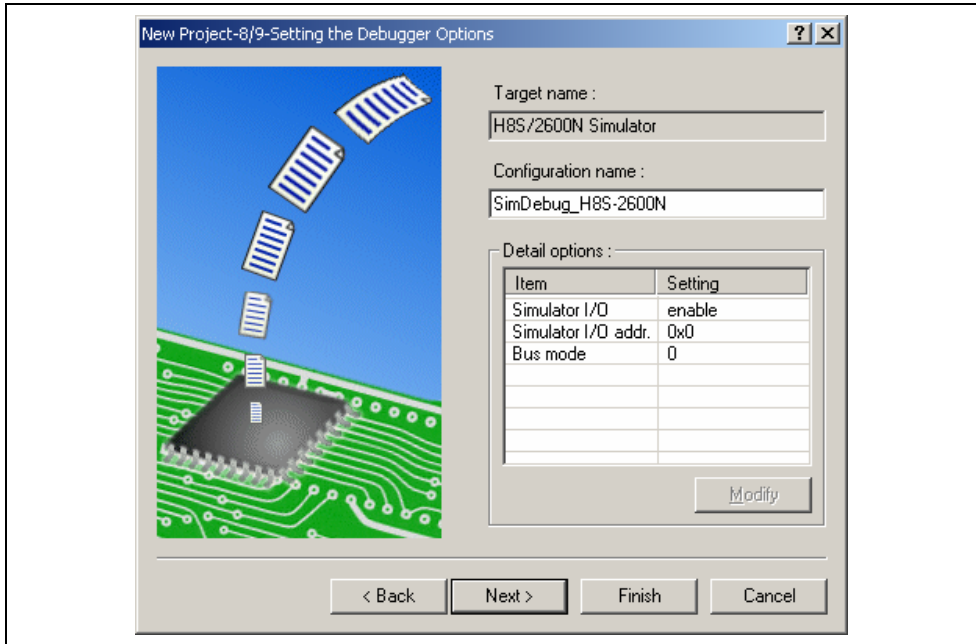 New Project-8/9-Setting the Debugger Options
Target name :
H8S/2600N Simulator
Configuration name :
SimDebug_H8S-2600N
Detail options :
Item Setting
Simulator I/O enable
Simulator I/O addr. 0x0
Bus mode 0
Modify
< Back Next > Finish Cancel